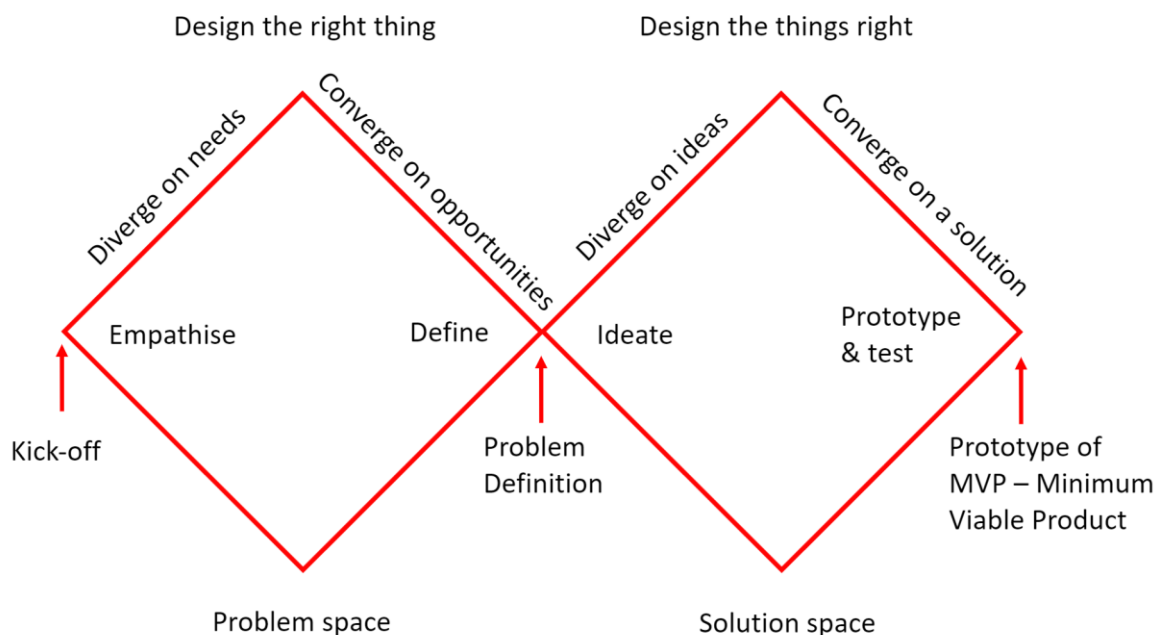 Design the right thing
Design the things right
Diverge on needs
Converge on opportunities
Diverge on ideas
Converge on a solution
Empathise
Define
Ideate
Prototype
& test
Kick-off
Problem
Definition
Prototype of
MVP – Minimum
Viable Product
Problem space
Solution space